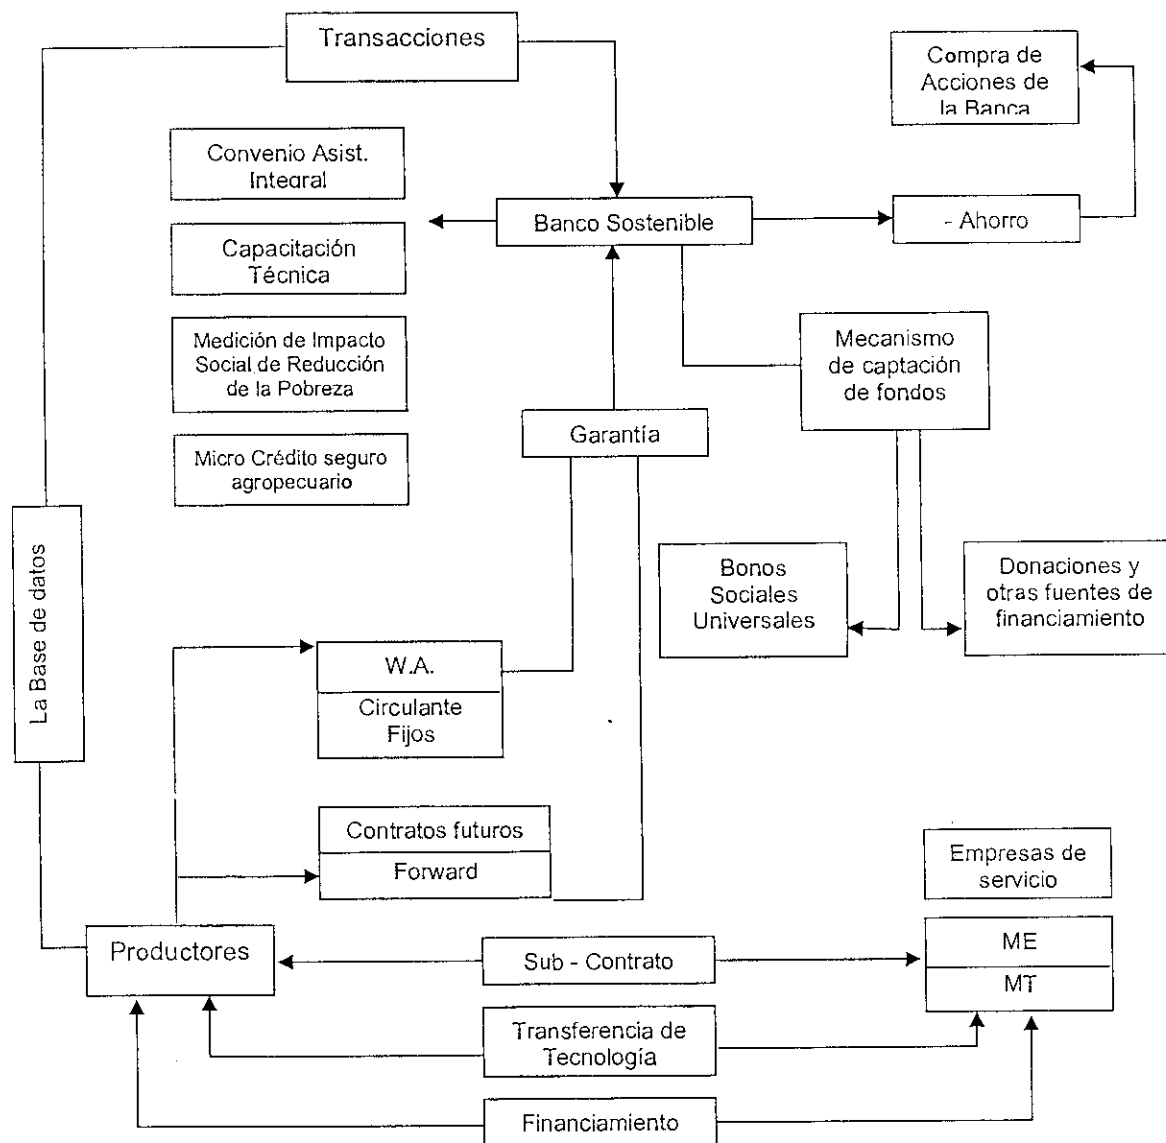 Transacciones
Compra de
Acciones de
la Banca
Convenio Asist.
Integral
Banco Sostenible
- Ahorro
Capacitación
Técnica
Medición de Impacto
Social de Reducción
de la Pobreza
Mecanismo
de captación
de fondos
Garantía
Micro Crédito seguro
agropecuario
La Base de datos
Bonos
Sociales
Universales
Donaciones y
otras fuentes de
financiamiento
W.A.
Circulante
Fijos
Contratos futuros
Forward
Empresas de
servicio
Productores
Sub - Contrato
ME
MT
Transferencia de
Tecnología
Financiamiento